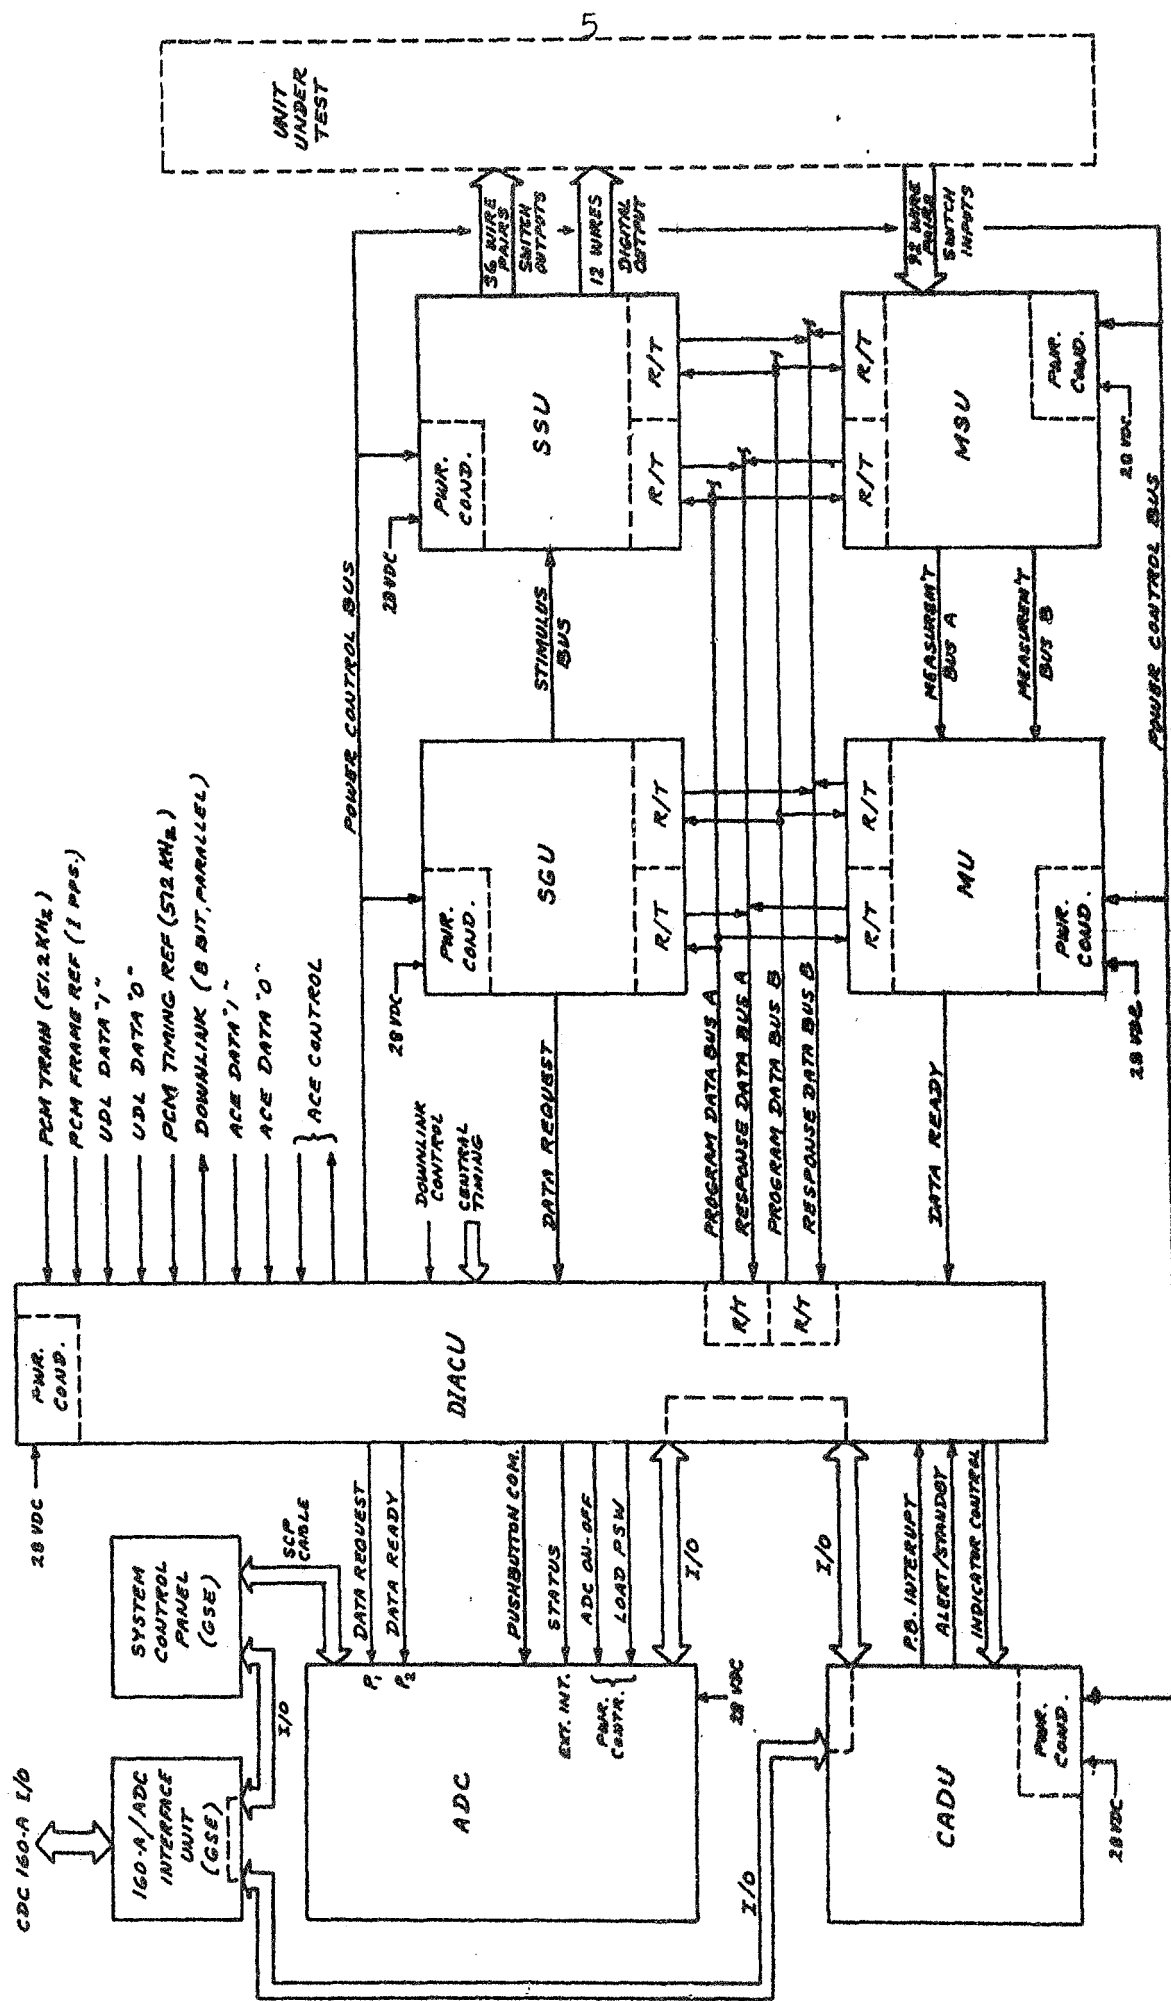 5
CDC 160-A I/O
160-A/ADC
INTERFACE
UNIT
(GSE)
I/O
SYSTEM
CONTROL
PANEL
(GSE)
SCP
CABLE
28 VDC
PWR.
COND.
DIACU
R/T
R/T
PCM TRAIN (51.2 KHz)
PCM FRAME REF (1 PPS.)
UDL DATA "1"
UDL DATA "0"
PCM TIMING REF (512 KHz)
DOWNLINK (8 BIT, PARALLEL)
ACE DATA "1"
ACE DATA "0"
} ACE CONTROL
POWER CONTROL BUS
DOWNLINK
CONTROL
CENTRAL
TIMING
DATA REQUEST
PROGRAM DATA BUS A
RESPONSE DATA BUS A
PROGRAM DATA BUS B
RESPONSE DATA BUS B
DATA READY
ADC
P1
P2
DATA REQUEST
DATA READY
PUSHBUTTON COM.
STATUS
EXT. INT.
ADC ON-OFF
LOAD PSW
PWR.
CONTR. {
I/O
28 VDC
I/O
I/O
P.B. INTERUPT
ALERT/STANDBY
INDICATOR CONTROL
CADU
PWR.
COND.
28 VDC
28 VDC
PWR.
COND.
SGU
R/T
R/T
STIMULUS
BUS
28 VDC
PWR.
COND.
SSU
R/T
R/T
36 WIRE
PAIRS
SWITCH
OUTPUTS
12 WIRES
DIGITAL
OUTPUT
UNIT
UNDER
TEST
R/T
R/T
MU
PWR.
COND.
28 VDC
MEASUREM'T
BUS A
MEASUREM'T
BUS B
R/T
R/T
MSU
PWR.
COND.
28 VDC
92 WIRE
PAIRS
SWITCH
INPUTS
POWER CONTROL BUS